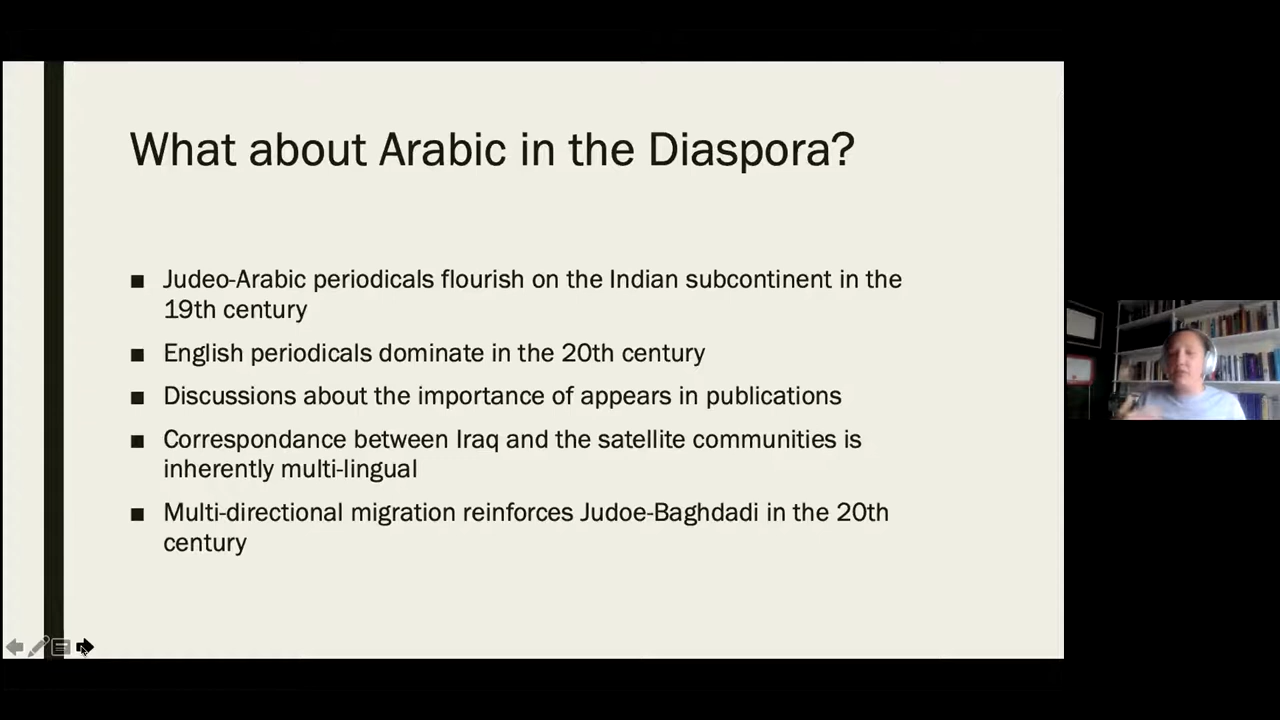 What about Arabic in the Diaspora?
■ Judeo-Arabic periodicals flourish on the Indian subcontinent in the
19th century
■ English periodicals dominate in the 20th century
■ Discussions about the importance of appears in publications
■ Correspondance between Iraq and the satellite communities is
inherently multi-lingual
■ Multi-directional migration reinforces Judoe-Baghdadi in the 20th
century